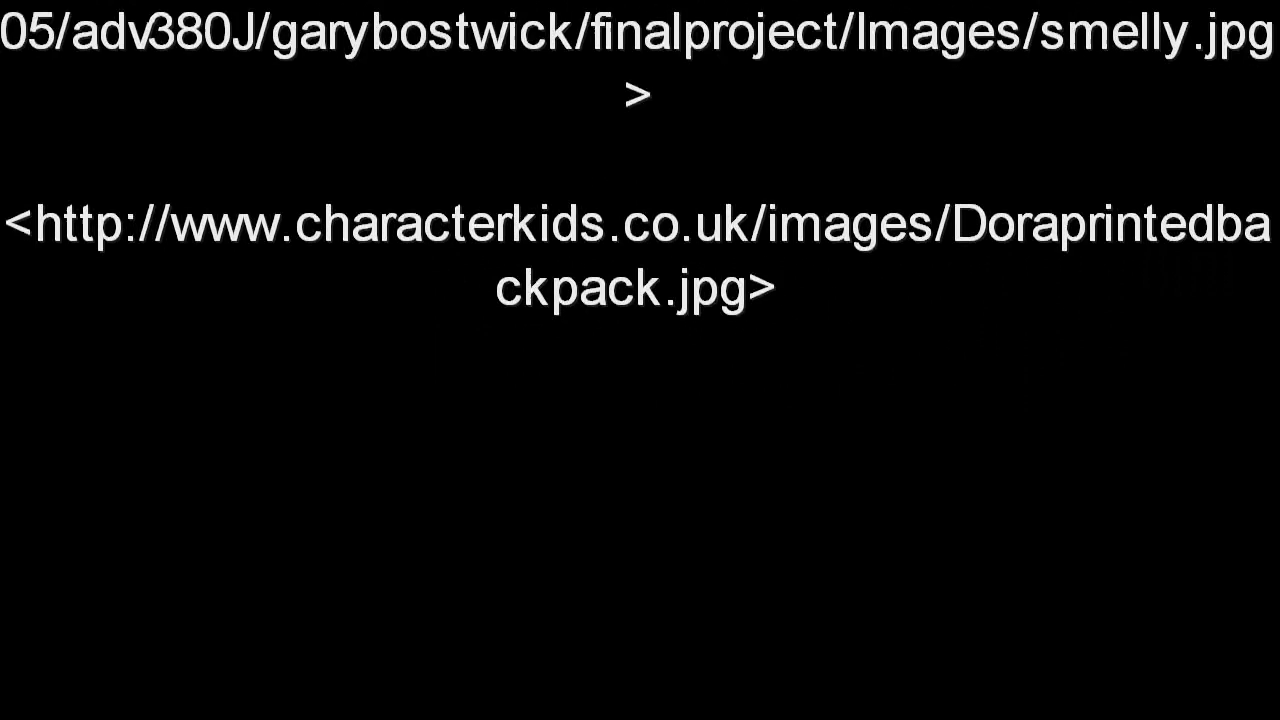 05/adv380J/garybostwick/finalproject/Images/smelly.jpg
>
<http://www.characterkids.co.uk/images/Doraprintedba
ckpack.jpg>